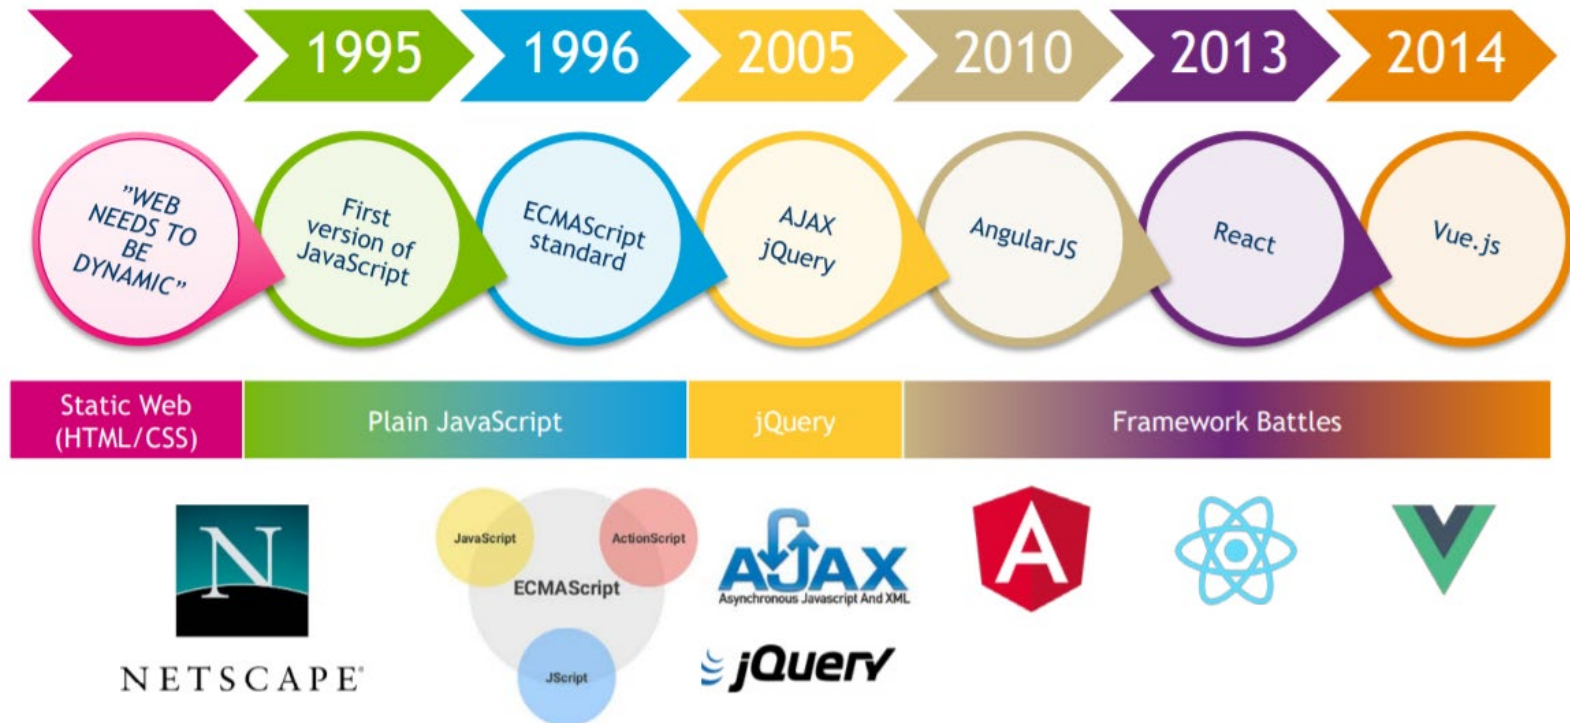 1995
1996
2005
2010
2013
2014
”WEB
NEEDS TO
BE
DYNAMIC”
First
version of
JavaScript
ECMAScript
standard
AJAX
jQuery
AngularJS
React
Vue.js
Static Web
(HTML/CSS)
Plain JavaScript
jQuery
Framework Battles
N
NETSCAPE®
JavaScript
ActionScript
ECMAScript
JScript
AJAX
Asynchronous Javascript And XML
jQuery
A